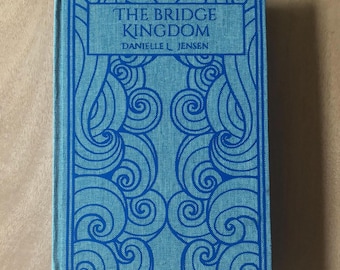 THE BRIDGE
KINGDOM
DANIELLE L. JENSEN